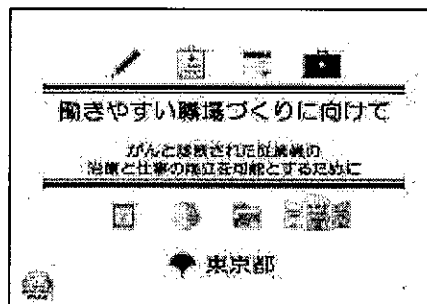 働きやすい職場づくりに向けて
がんと診断された従業員の
治療と仕事の両立を可能とするために
東京都